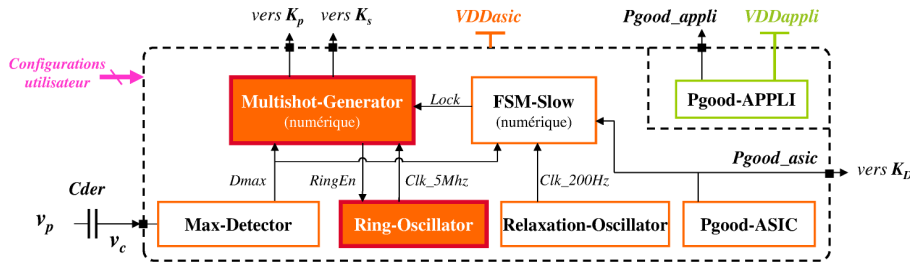 vers Kp
vers Ks
VDDasic
Pgood_appli
VDDappli
Configurations
utilisateur
Multishot-Generator
(numérique)
Lock
FSM-Slow
(numérique)
Pgood-APPLI
Dmax
RingEn
Clk_5Mhz
Clk_200Hz
Pgood_asic
vers KD
Cder
vp
vc
Max-Detector
Ring-Oscillator
Relaxation-Oscillator
Pgood-ASIC